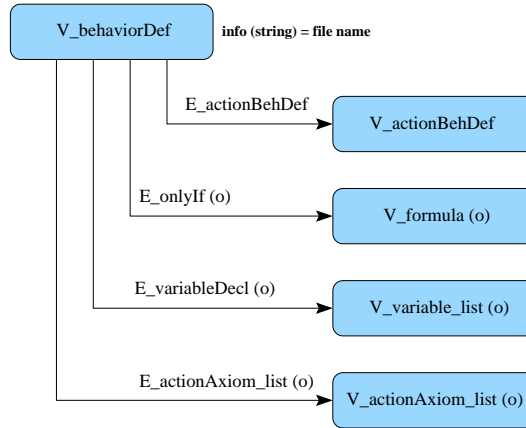 V_behaviorDef
info (string) = file name
E_actionBehDef
V_actionBehDef
E_onlyIf (o)
V_formula (o)
E_variableDecl (o)
V_variable_list (o)
E_actionAxiom_list (o)
V_actionAxiom_list (o)